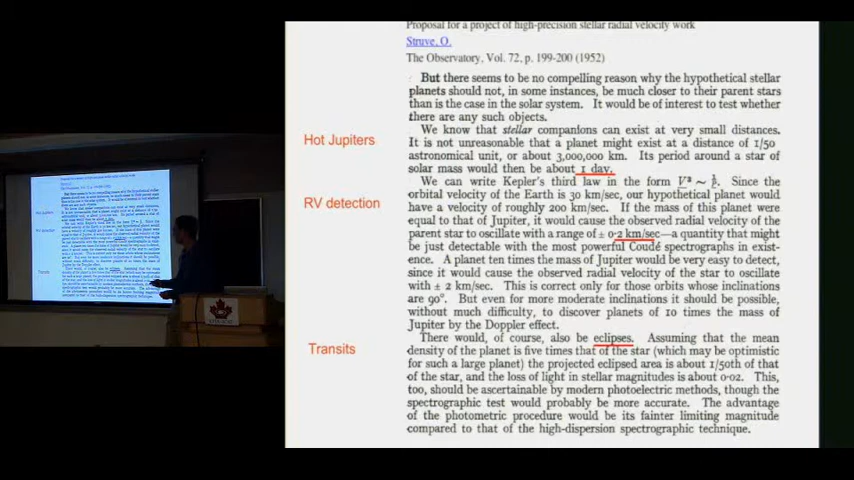 Proposal for a project of high-precision stellar radial velocity work
Struve, O.
The Observatory, Vol. 72, p. 199-200 (1952)
But there seems to be no compelling reason why the hypothetical stellar
planets should not, in some instances, be much closer to their parent stars
than is the case in the solar system. It would be of interest to test whether
there are any such objects.
We know that stellar companions can exist at very small distances.
It is not unreasonable that a planet might exist at a distance of 1/50
astronomical unit, or about 3,000,000 km. Its period around a star of
solar mass would then be about 1 day.
We can write Kepler's third law in the form V³ ~ 1/P. Since the
orbital velocity of the Earth is 30 km/sec, our hypothetical planet would
have a velocity of roughly 200 km/sec. If the mass of this planet were
equal to that of Jupiter, it would cause the observed radial velocity of the
parent star to oscillate with a range of ± 0·2 km/sec—a quantity that might
be just detectable with the most powerful Coudé spectrographs in exist-
ence. A planet ten times the mass of Jupiter would be very easy to detect,
since it would cause the observed radial velocity of the star to oscillate
with ± 2 km/sec. This is correct only for those orbits whose inclinations
are 90°. But even for more moderate inclinations it should be possible,
without much difficulty, to discover planets of 10 times the mass of
Jupiter by the Doppler effect.
There would, of course, also be eclipses. Assuming that the mean
density of the planet is five times that of the star (which may be optimistic
for such a large planet) the projected eclipsed area is about 1/50th of that
of the star, and the loss of light in stellar magnitudes is about 0·02. This,
too, should be ascertainable by modern photoelectric methods, though the
spectrographic test would probably be more accurate. The advantage
of the photometric procedure would be its fainter limiting magnitude
compared to that of the high-dispersion spectrographic technique.
Hot Jupiters
RV detection
Transits